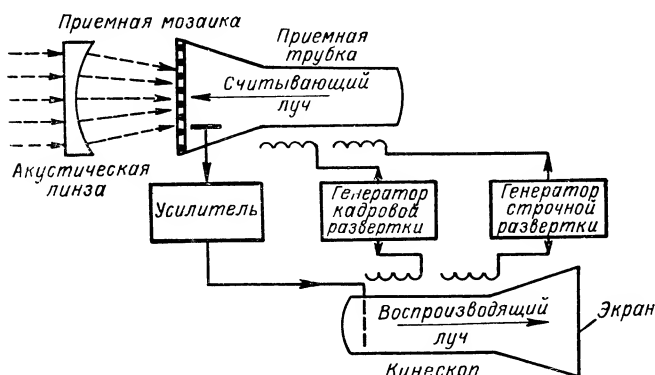 Приемная мозаика
Приемная
трубка
Считывающий
луч
Акустическая
линза
Усилитель
Генератор
кадровой
развертки
Генератор
строчной
развертки
Воспроизводящий
луч
Экран
Кинескоп